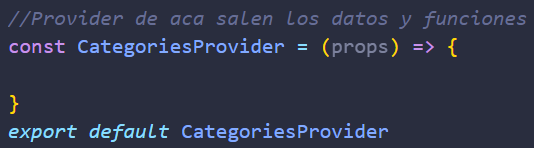 //Provider de aca salen los datos y funciones
const CategoriesProvider = (props) => {
}
export default CategoriesProvider